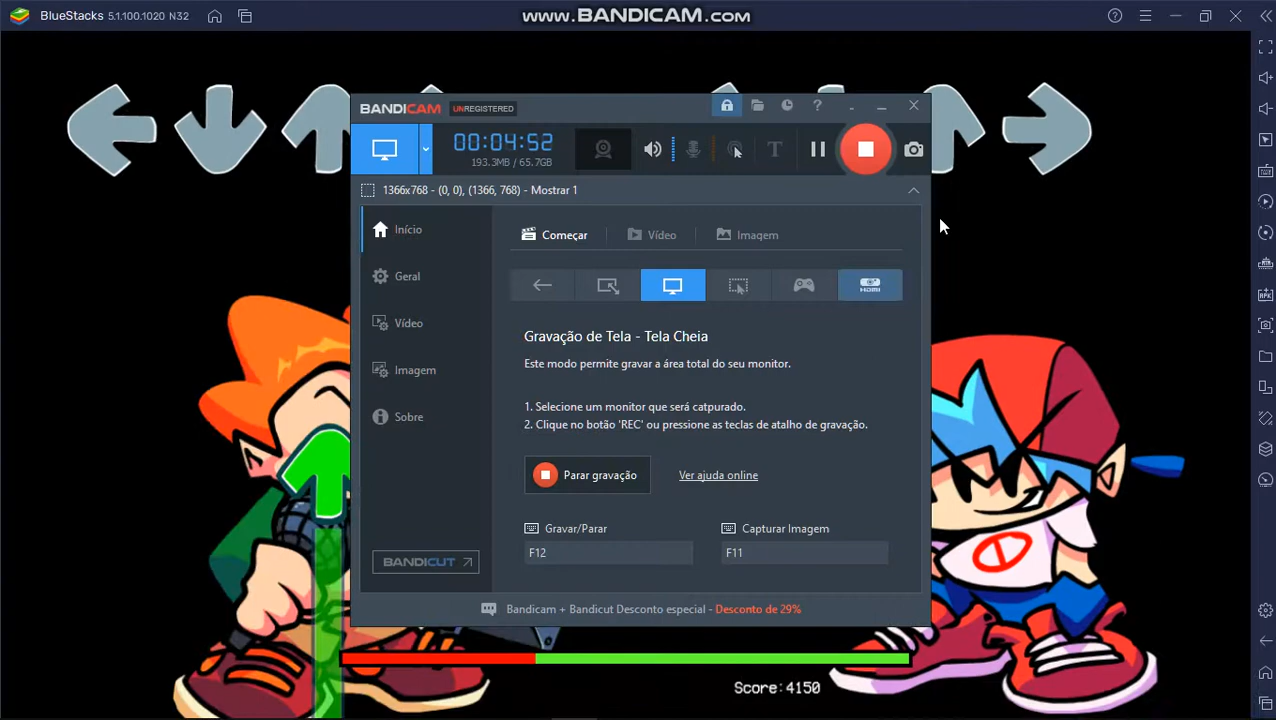 BlueStacks 5.1.100.1020 N32
www.BANDICAM.com
BANDICAM UNREGISTERED
00:04:52
193.3MB / 65.7GB
1366x768 - (0, 0), (1366, 768) - Mostrar 1
Início
Geral
Vídeo
Imagem
Sobre
BANDICUT
Começar
Vídeo
Imagem
HDMI
Gravação de Tela - Tela Cheia
Este modo permite gravar a área total do seu monitor.
1. Selecione um monitor que será catpurado.
2. Clique no botão 'REC' ou pressione as teclas de atalho de gravação.
Parar gravação
Ver ajuda online
Gravar/Parar
F12
Capturar Imagem
F11
Bandicam + Bandicut Desconto especial - Desconto de 29%
Score:4150